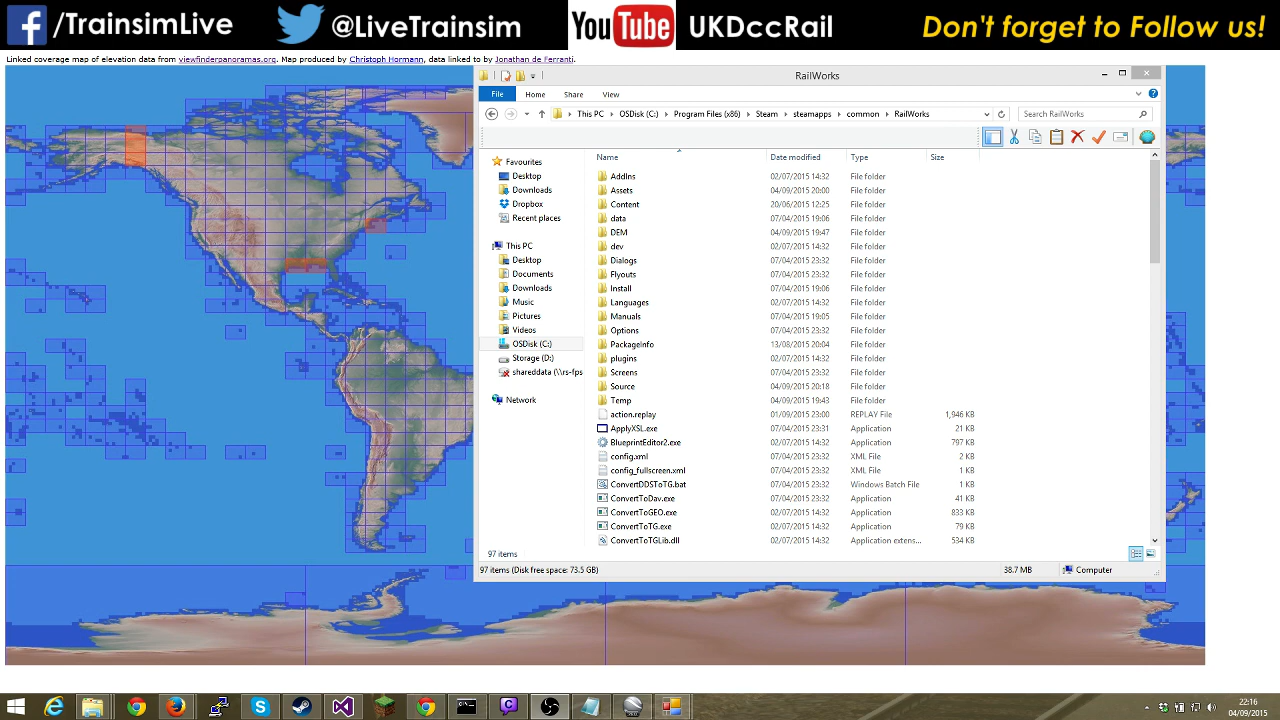 /TrainsimLive @LiveTrainsim YouTube UKDccRail Don't forget to Follow us!
Linked coverage map of elevation data from viewfinderpanoramas.org. Map produced by Christoph Hormann, data linked to by Jonathan de Ferranti.
RailWorks
File Home Share View
This PC OSDisk (C:) Program Files (x86) Steam steamapps common RailWorks Search RailWorks
Name Date modified Type Size
Favourites
Desktop
Downloads
Dropbox
Recent places
This PC
Desktop
Documents
Downloads
Music
Pictures
Videos
OSDisk (C:)
Storage (D:)
shareddata (\\rs-fps
Network
AddIns 02/07/2015 14:32 File folder
Assets 04/09/2015 20:00 File folder
Content 20/06/2015 12:25 File folder
data 07/04/2015 19:08 File folder
DEM 04/09/2015 19:47 File folder
dev 02/07/2015 14:32 File folder
Dialogs 07/04/2015 23:32 File folder
Flyouts 07/04/2015 23:32 File folder
Install 07/04/2015 19:06 File folder
Languages 02/07/2015 14:32 File folder
Manuals 07/04/2015 19:05 File folder
Options 07/04/2015 23:32 File folder
PackageInfo 13/08/2015 20:04 File folder
plugins 02/07/2015 14:32 File folder
Screens 07/04/2015 23:32 File folder
Source 04/09/2015 20:18 File folder
Temp 04/09/2015 19:43 File folder
action.replay 01/09/2015 23:00 REPLAY File 1,946 KB
ApplyXSL.exe 07/04/2015 23:31 Application 21 KB
BlueprintEditor2.exe 02/07/2015 14:32 Application 797 KB
config.xml 07/04/2015 23:32 XML File 2 KB
config_fullscreen.xml 07/04/2015 23:32 XML File 1 KB
ConvertDDSToTG.bat 07/04/2015 23:32 Windows Batch File 1 KB
ConvertToDav.exe 07/04/2015 23:32 Application 41 KB
ConvertToGEO.exe 02/07/2015 14:32 Application 833 KB
ConvertToTG.exe 02/07/2015 14:32 Application 79 KB
ConvertToTGLib.dll 02/07/2015 14:32 Application extens... 534 KB
97 items
97 items (Disk free space: 73.5 GB) 38.7 MB Computer
22:16
04/09/2015